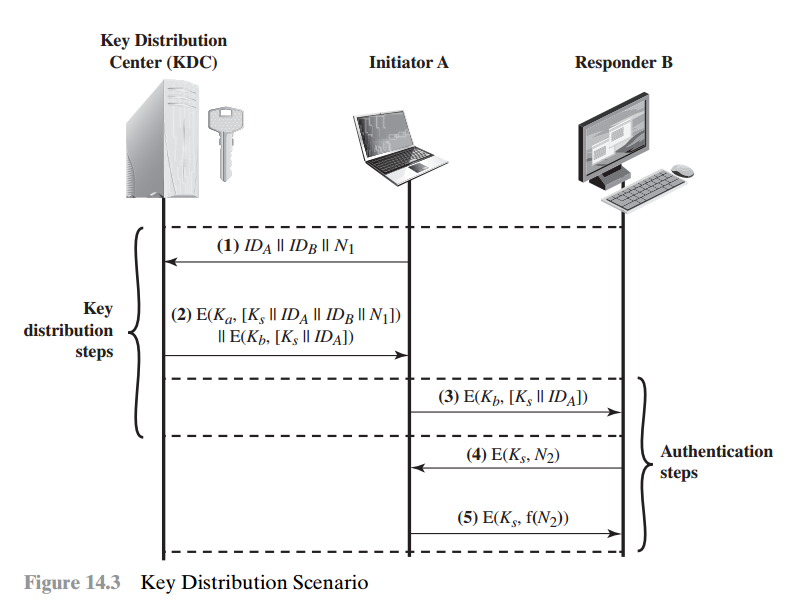 Key Distribution
Center (KDC)
Initiator A
Responder B
(1) IDA || IDB || N1
Key
distribution
steps
(2) E(Ka, [Ks || IDA || IDB || N1])
|| E(Kb, [Ks || IDA])
(3) E(Kb, [Ks || IDA])
(4) E(Ks, N2)
Authentication
steps
(5) E(Ks, f(N2))
Figure 14.3 Key Distribution Scenario